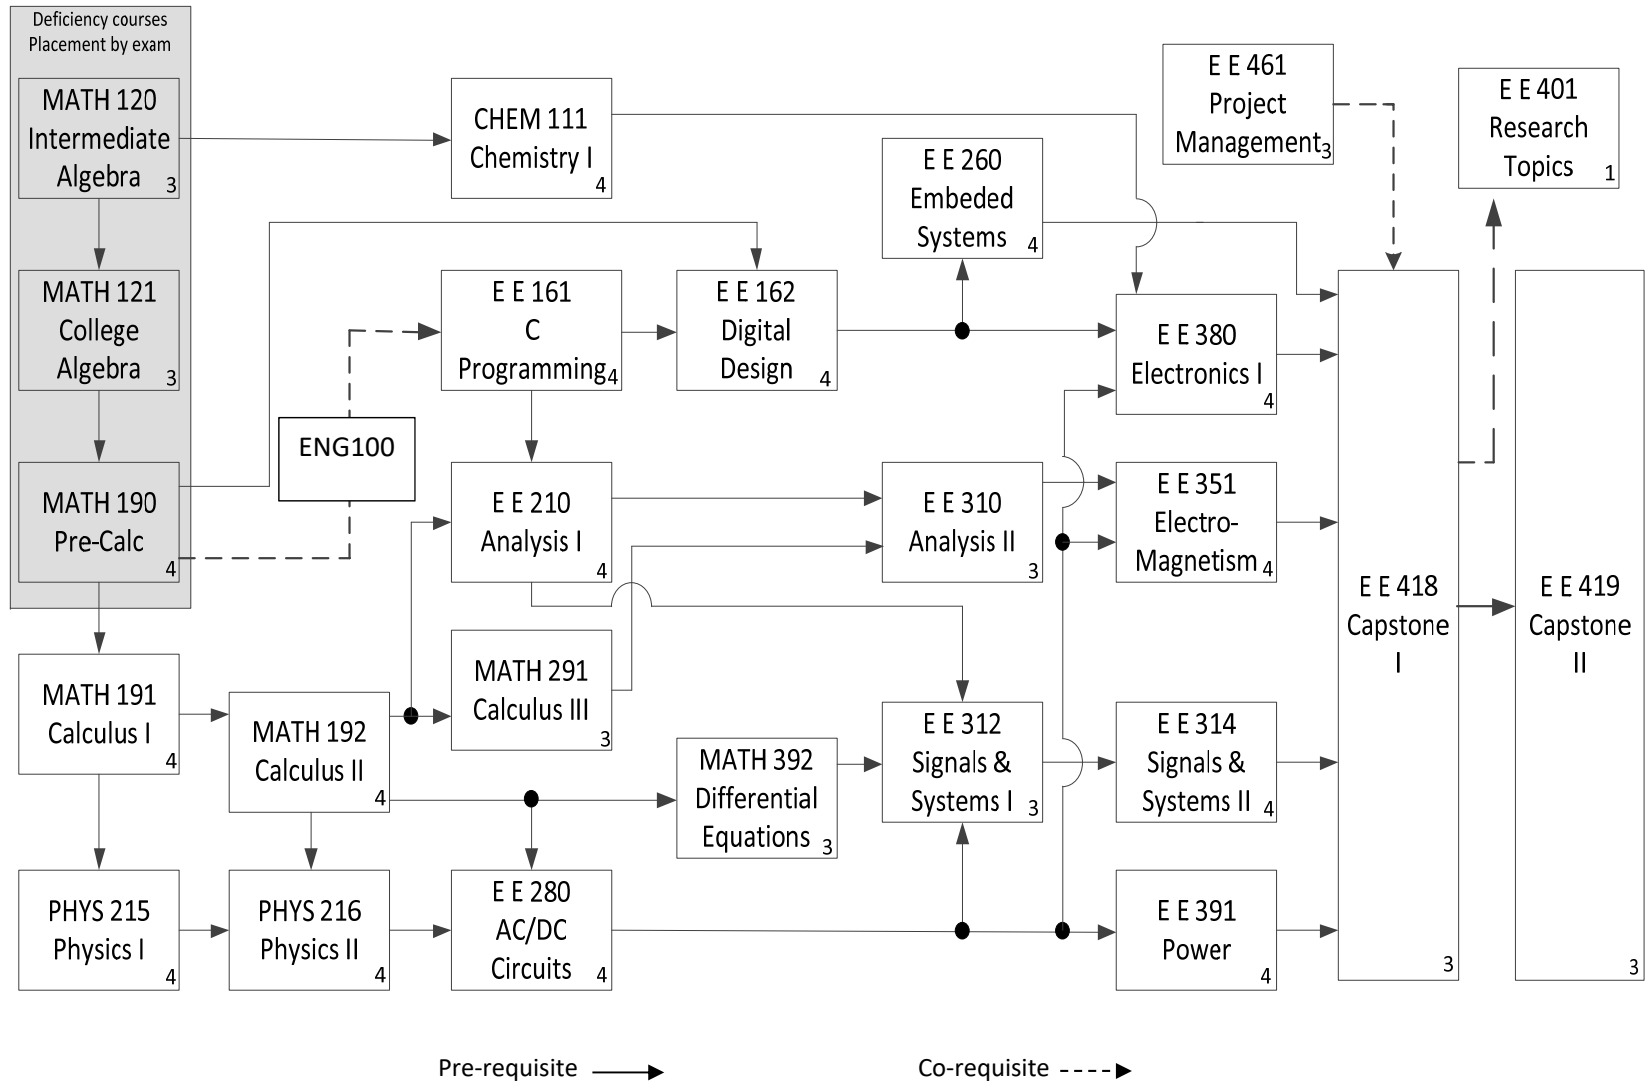 Deficiency courses
Placement by exam
MATH 120
Intermediate
Algebra
3
CHEM 111
Chemistry I
4
E E 461
Project
Management
3
E E 401
Research
Topics
1
E E 260
Embeded
Systems
4
MATH 121
College
Algebra
3
E E 161
C
Programming
4
E E 162
Digital
Design
4
E E 380
Electronics I
4
ENG100
MATH 190
Pre-Calc
4
E E 210
Analysis I
4
E E 310
Analysis II
3
E E 351
Electro-
Magnetism
4
E E 418
Capstone
I
3
E E 419
Capstone
II
3
MATH 191
Calculus I
4
MATH 192
Calculus II
4
MATH 291
Calculus III
3
MATH 392
Differential
Equations
3
E E 312
Signals &
Systems I
3
E E 314
Signals &
Systems II
4
PHYS 215
Physics I
4
PHYS 216
Physics II
4
E E 280
AC/DC
Circuits
4
E E 391
Power
4
Pre-requisite
Co-requisite